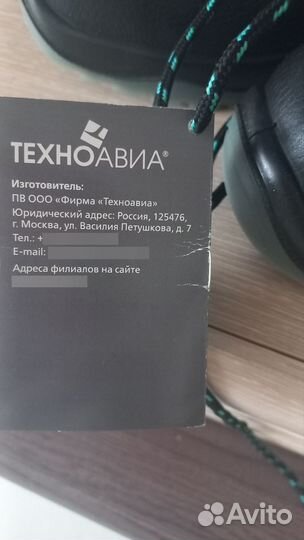 ТЕХНОАВИА®
Изготовитель:
ПВ ООО «Фирма «Техноавиа»
Юридический адрес: Россия, 125476,
г. Москва, ул. Василия Петушкова, д. 7
Тел.: +
E-mail:
Адреса филиалов на сайте
Avito